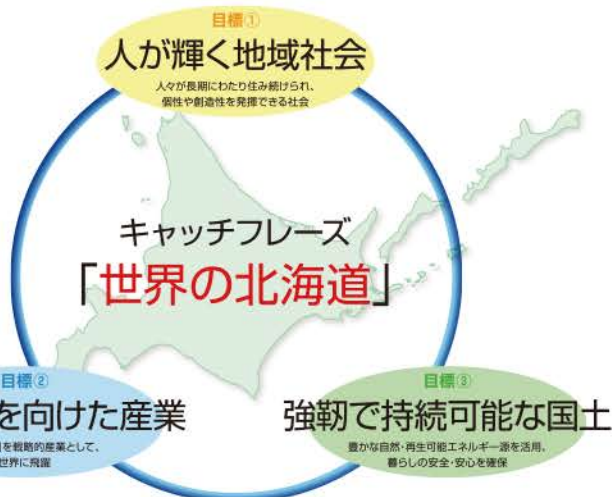 目標①
人が輝く地域社会
人々が長期にわたり住み続けられ、
個性や創造性を発揮できる社会
キャッチフレーズ
「世界の北海道」
目標②
を向けた産業
を戦略的産業として、
世界に飛躍
目標③
強靭で持続可能な国土
豊かな自然・再生可能エネルギー源を活用、
暮らしの安全・安心を確保